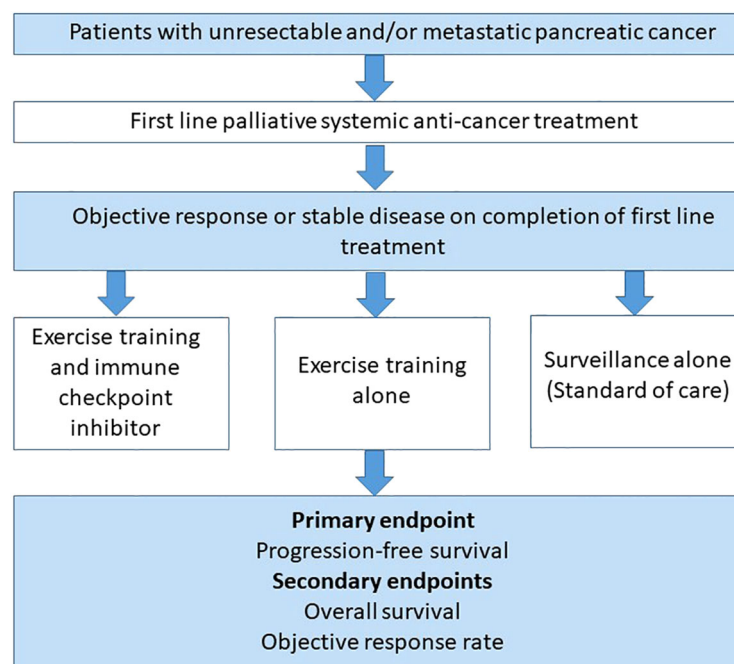 Patients with unresectable and/or metastatic pancreatic cancer
First line palliative systemic anti-cancer treatment
Objective response or stable disease on completion of first line
treatment
Exercise training
and immune
checkpoint
inhibitor
Exercise training
alone
Surveillance alone
(Standard of care)
Primary endpoint
Progression-free survival
Secondary endpoints
Overall survival
Objective response rate